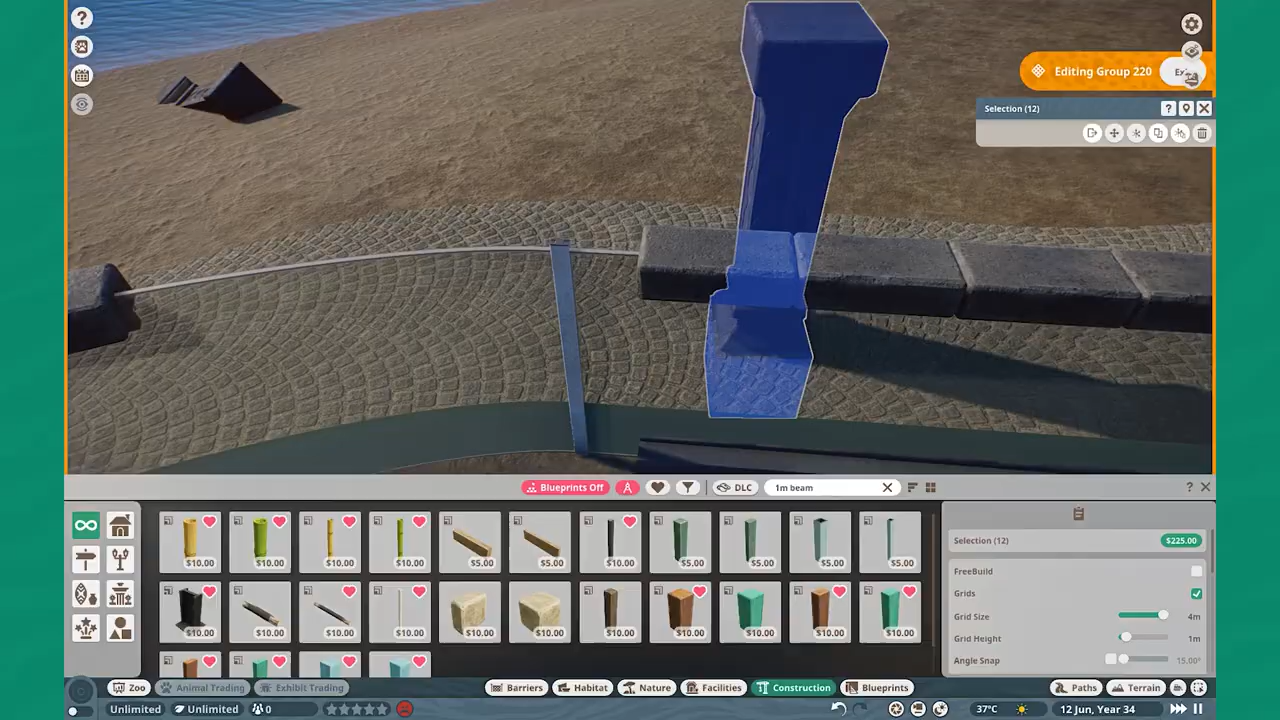 ?
Editing Group 220
Ex
Selection (12)
?
Blueprints Off
DLC
1m beam
?
$10.00
$10.00
$10.00
$10.00
$5.00
$5.00
$10.00
$5.00
$5.00
$5.00
$5.00
$10.00
$10.00
$10.00
$10.00
$10.00
$10.00
$10.00
$10.00
$10.00
$10.00
$10.00
Selection (12)
$225.00
FreeBuild
Grids
Grid Size
4m
Grid Height
1m
Angle Snap
15.00°
Zoo
Animal Trading
Exhibit Trading
Barriers
Habitat
Nature
Facilities
Construction
Blueprints
Paths
Terrain
Unlimited
Unlimited
0
37°C
12 Jun, Year 34